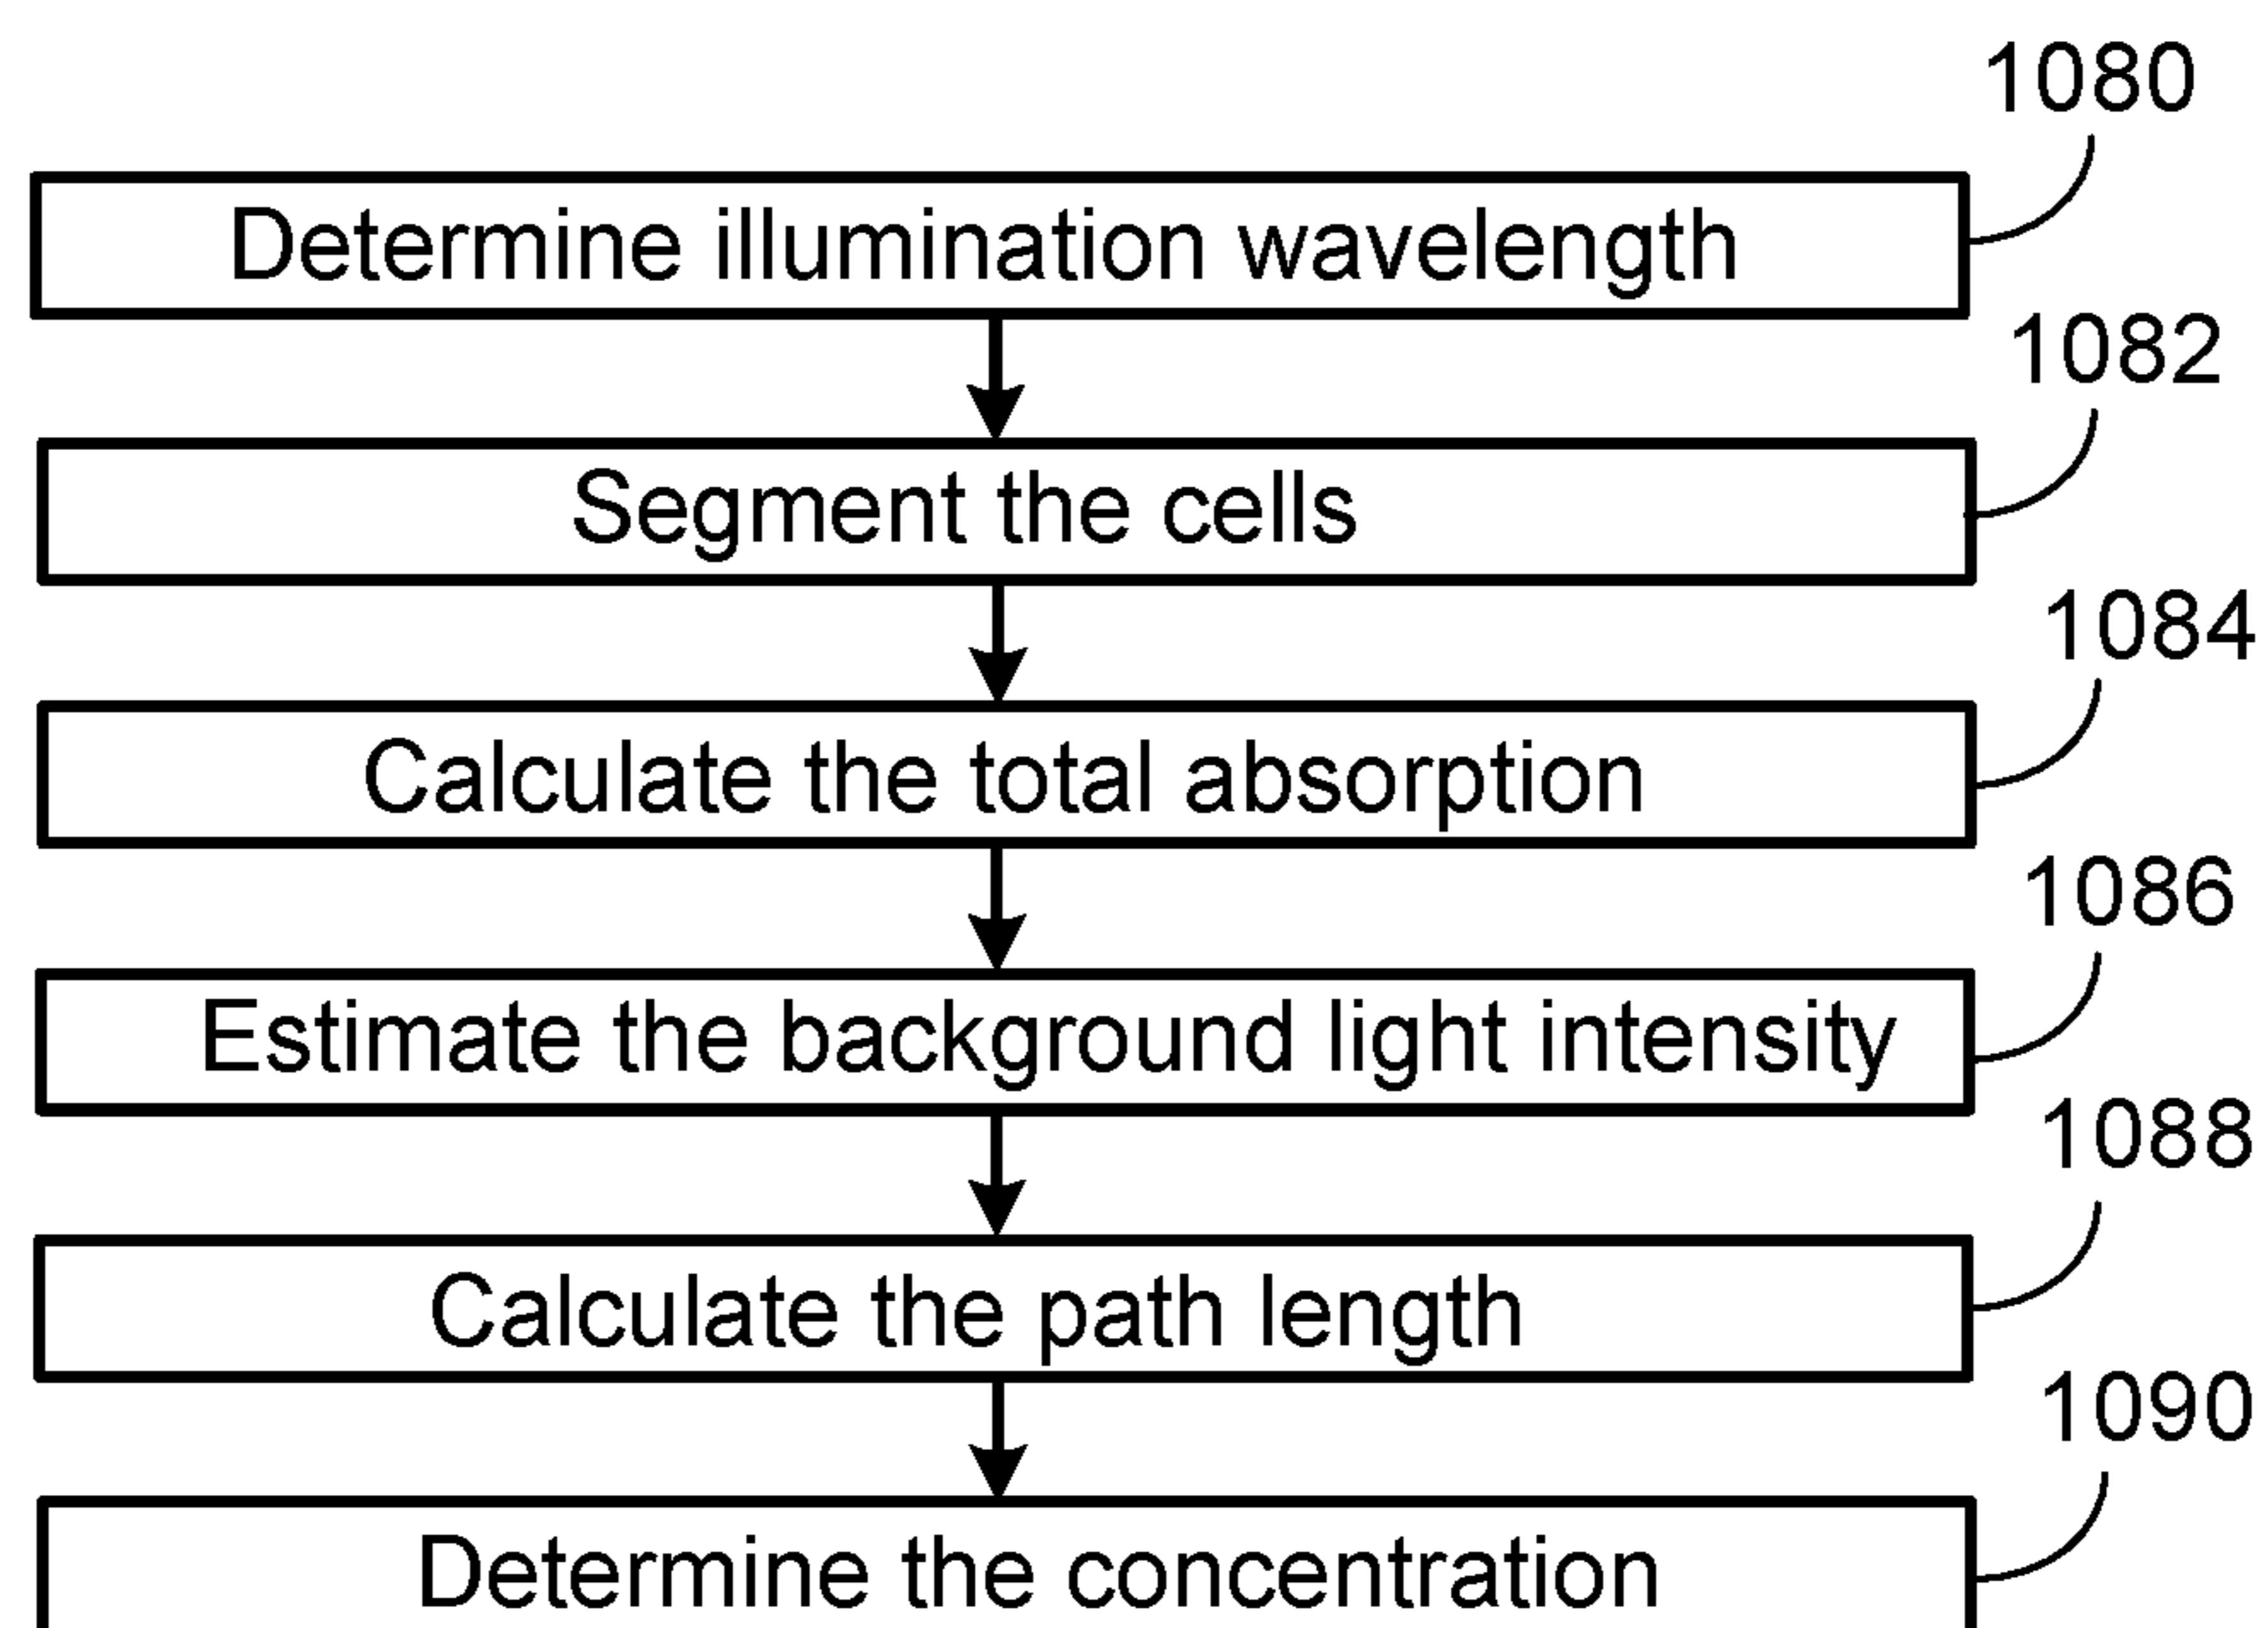 1080
Determine illumination wavelength
1082
Segment the cells
1084
Calculate the total absorption
1086
Estimate the background light intensity
1088
Calculate the path length
1090
Determine the concentration